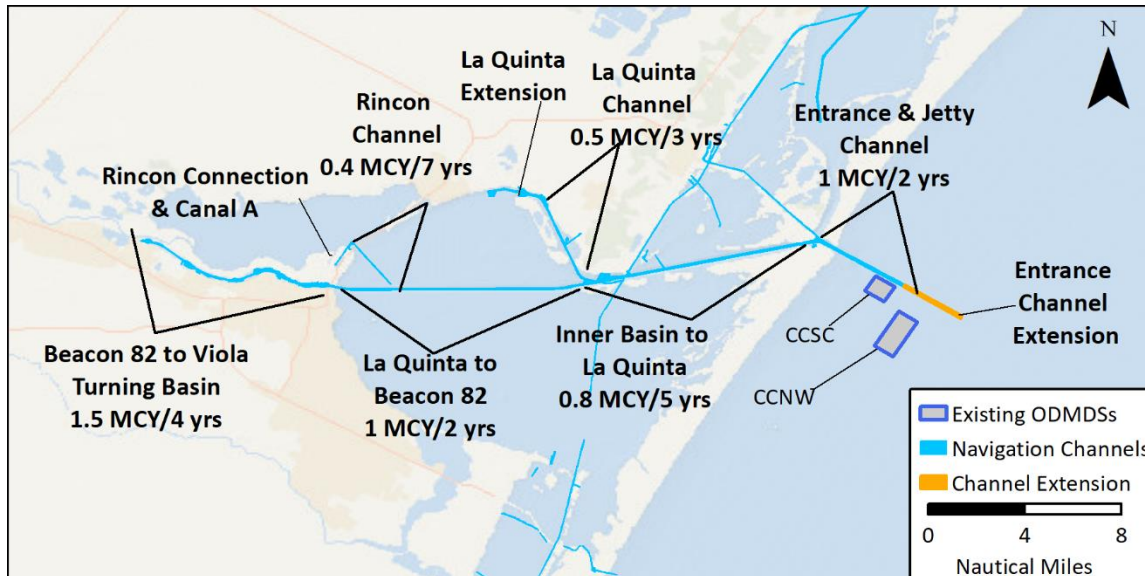 La Quinta
Extension
La Quinta
Channel
0.5 MCY/3 yrs
Rincon
Channel
0.4 MCY/7 yrs
Entrance & Jetty
Channel
1 MCY/2 yrs
N
Rincon Connection
& Canal A
Entrance
Channel
Extension
Beacon 82 to Viola
Turning Basin
1.5 MCY/4 yrs
La Quinta to
Beacon 82
1 MCY/2 yrs
Inner Basin to
La Quinta
0.8 MCY/5 yrs
CCSC
CCNW
Existing ODMDSs
Navigation Channels
Channel Extension
0 4 8
Nautical Miles